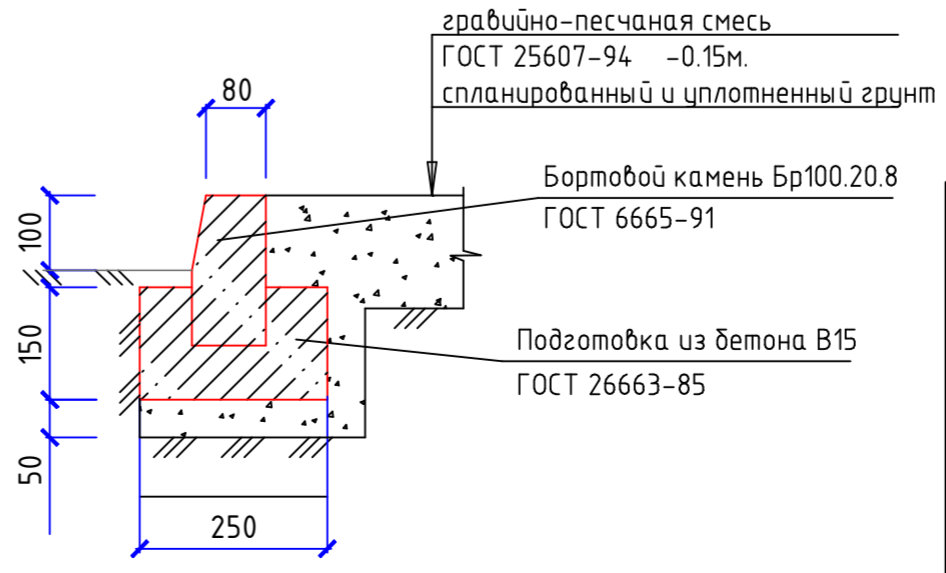 гравийно-песчаная смесь
ГОСТ 25607-94 -0.15м.
спланированный и уплотненный грунт
80
Бортовой камень Бр100.20.8
ГОСТ 6665-91
100
150
Подготовка из бетона В15
ГОСТ 26663-85
50
250